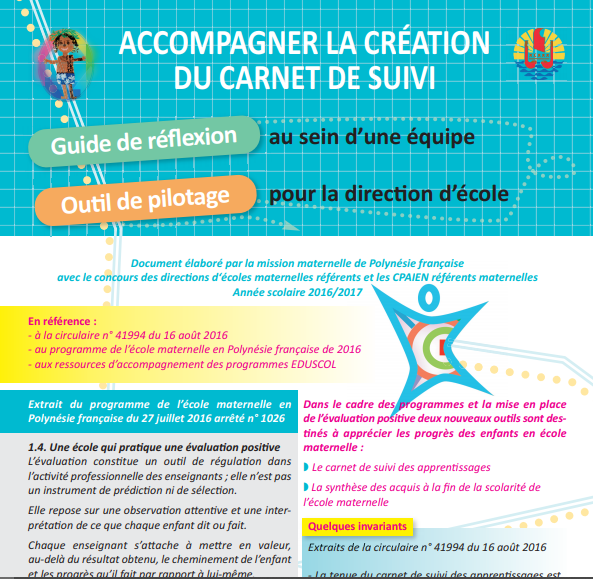 ACCOMPAGNER LA CRÉATION
DU CARNET DE SUIVI
Guide de réflexion
au sein d'une équipe
Outil de pilotage
pour la direction d'école
Document élaboré par la mission maternelle de Polynésie française
avec le concours des directions d'écoles maternelles référents et les CPAIEN référents maternelles
Année scolaire 2016/2017
En référence :
- à la circulaire n° 41994 du 16 août 2016
- au programme de l'école maternelle en Polynésie française de 2016
- aux ressources d'accompagnement des programmes EDUSCOL
Extrait du programme de l'école maternelle en
Polynésie française du 27 juillet 2016 arrêté n° 1026
1.4. Une école qui pratique une évaluation positive
L'évaluation constitue un outil de régulation dans
l'activité professionnelle des enseignants ; elle n'est pas
un instrument de prédiction ni de sélection.
Elle repose sur une observation attentive et une inter-
prétation de ce que chaque enfant dit ou fait.
Chaque enseignant s'attache à mettre en valeur,
au-delà du résultat obtenu, le cheminement de l'enfant
et les progrès qu'il fait par rapport à lui-même.
Dans le cadre des programmes et la mise en place
de l'évaluation positive deux nouveaux outils sont des-
tinés à apprécier les progrès des enfants en école
maternelle :
Le carnet de suivi des apprentissages
La synthèse des acquis à la fin de la scolarité de
l'école maternelle
Quelques invariants
Extraits de la circulaire n° 41994 du 16 août 2016
- La tenue du carnet de suivi des apprentissages est